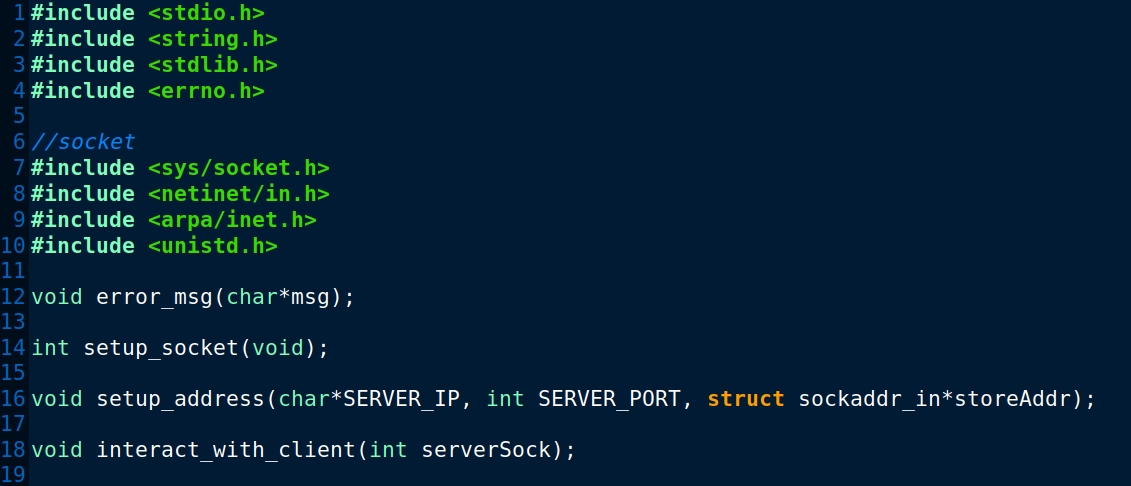 1 #include <stdio.h>
2 #include <string.h>
3 #include <stdlib.h>
4 #include <errno.h>
5
6 //socket
7 #include <sys/socket.h>
8 #include <netinet/in.h>
9 #include <arpa/inet.h>
10 #include <unistd.h>
11
12 void error_msg(char*msg);
13
14 int setup_socket(void);
15
16 void setup_address(char*SERVER_IP, int SERVER_PORT, struct sockaddr_in*storeAddr);
17
18 void interact_with_client(int serverSock);
19